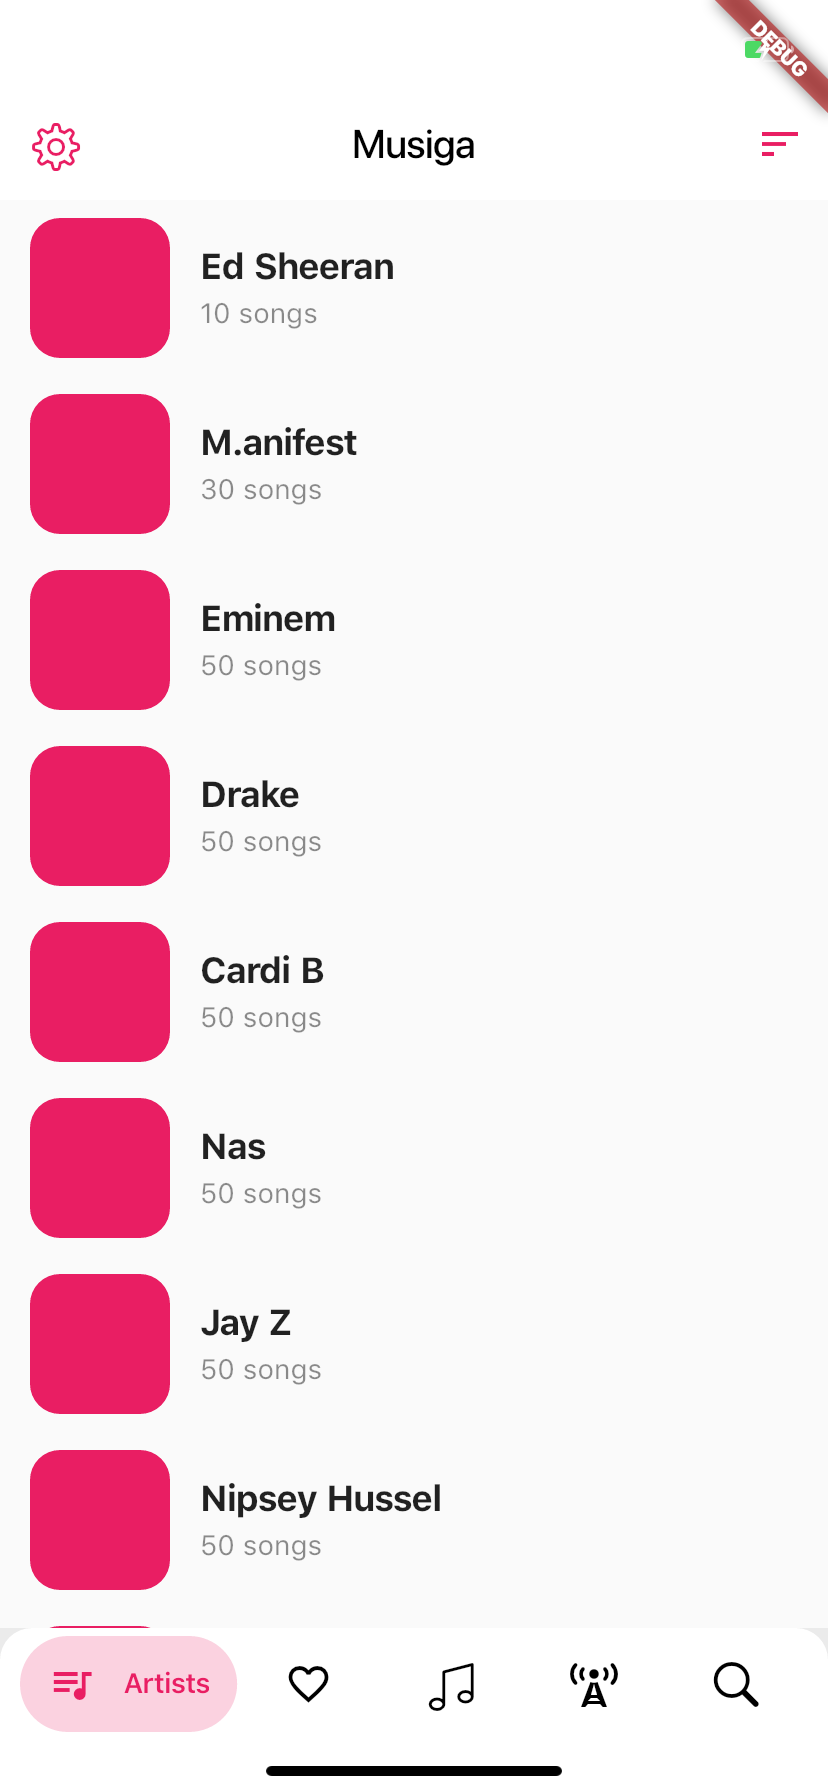 DEBUG
Musiga
Ed Sheeran
10 songs
M.anifest
30 songs
Eminem
50 songs
Drake
50 songs
Cardi B
50 songs
Nas
50 songs
Jay Z
50 songs
Nipsey Hussel
50 songs
Artists